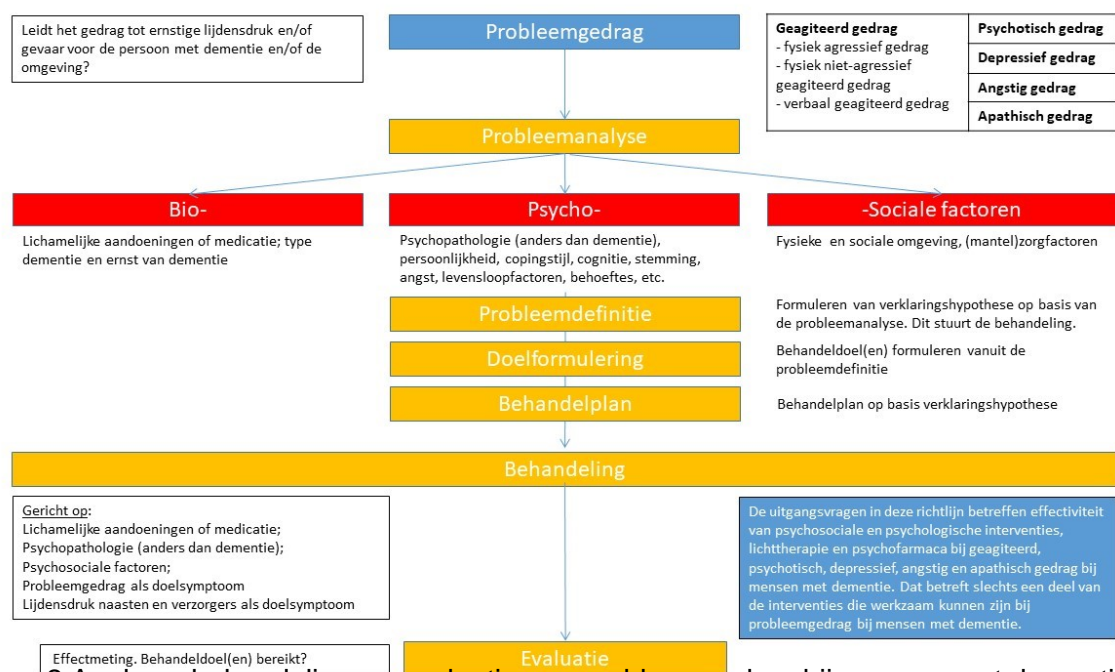 Leidt het gedrag tot ernstige lijdensdruk en/of
gevaar voor de persoon met dementie en/of de
omgeving?
Probleemgedrag
Geagiteerd gedrag
- fysiek agressief gedrag
- fysiek niet-agressief
geagiteerd gedrag
- verbaal geagiteerd gedrag
Psychotisch gedrag
Depressief gedrag
Angstig gedrag
Apathisch gedrag
Probleemanalyse
Bio-
Psycho-
-Sociale factoren
Lichamelijke aandoeningen of medicatie; type
dementie en ernst van dementie
Psychopathologie (anders dan dementie),
persoonlijkheid, copingstijl, cognitie, stemming,
angst, levensloopfactoren, behoeftes, etc.
Fysieke en sociale omgeving, (mantel)zorgfactoren
Probleemdefinitie
Formuleren van verklaringshypothese op basis van
de probleemanalyse. Dit stuurt de behandeling.
Doelformulering
Behandeldoel(en) formuleren vanuit de
probleemdefinitie
Behandelplan
Behandelplan op basis verklaringshypothese
Behandeling
Gericht op:
Lichamelijke aandoeningen of medicatie;
Psychopathologie (anders dan dementie);
Psychosociale factoren;
Probleemgedrag als doelsymptoom
Lijdensdruk naasten en verzorgers als doelsymptoom
De uitgangsvragen in deze richtlijn betreffen effectiviteit
van psychosociale en psychologische interventies,
lichttherapie en psychofarmaca bij geagiteerd,
psychotisch, depressief, angstig en apathisch gedrag bij
mensen met dementie. Dat betreft slechts een deel van
de interventies die werkzaam kunnen zijn bij
probleemgedrag bij mensen met dementie.
Effectmeting. Behandeldoel(en) bereikt?
Evaluatie